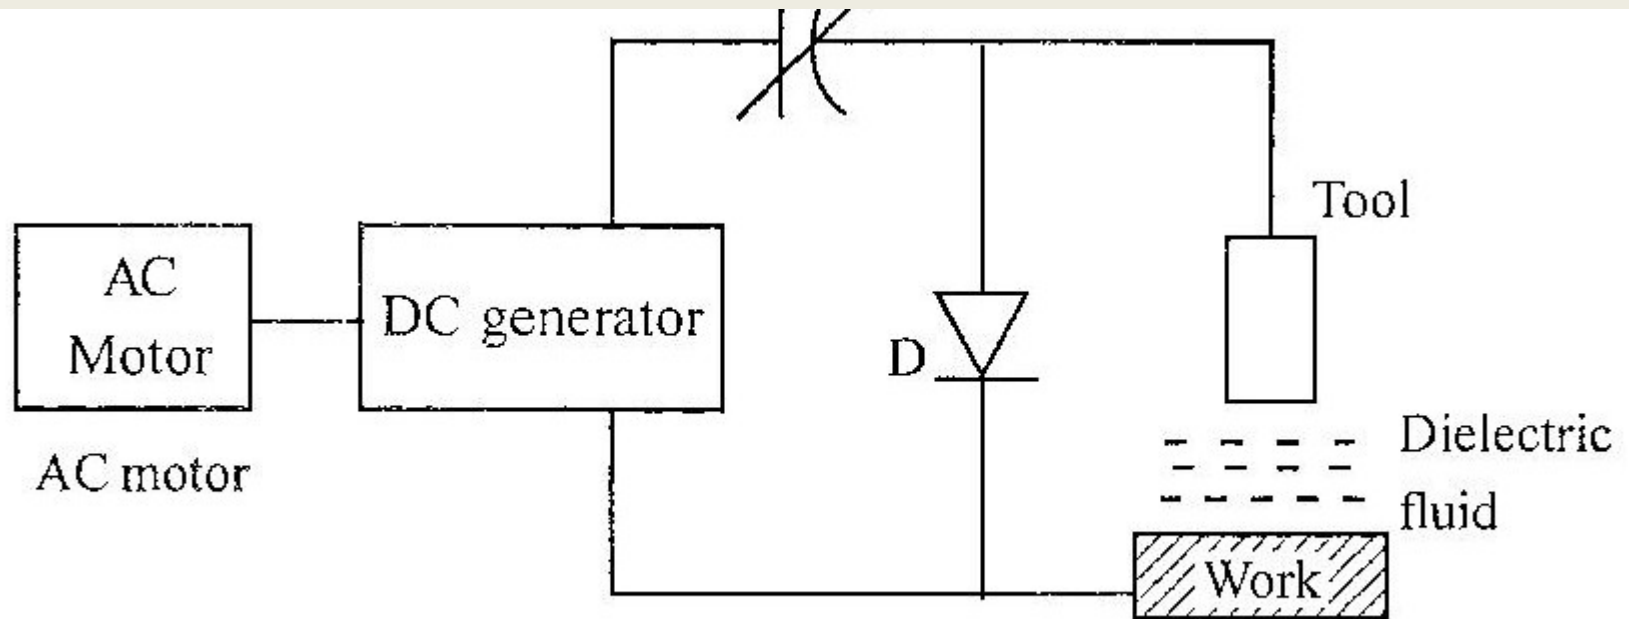 Tool
AC
Motor
DC generator
D
Dielectric
fluid
AC motor
Work